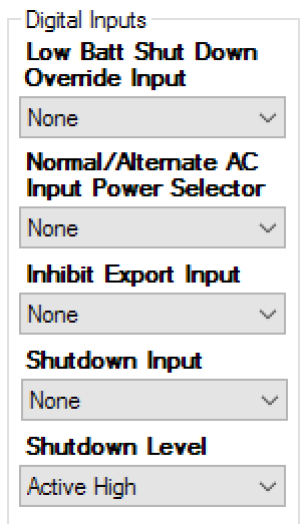 Digital Inputs
Low Batt Shut Down
Override Input
None
Normal/Alternate AC
Input Power Selector
None
Inhibit Export Input
None
Shutdown Input
None
Shutdown Level
Active High